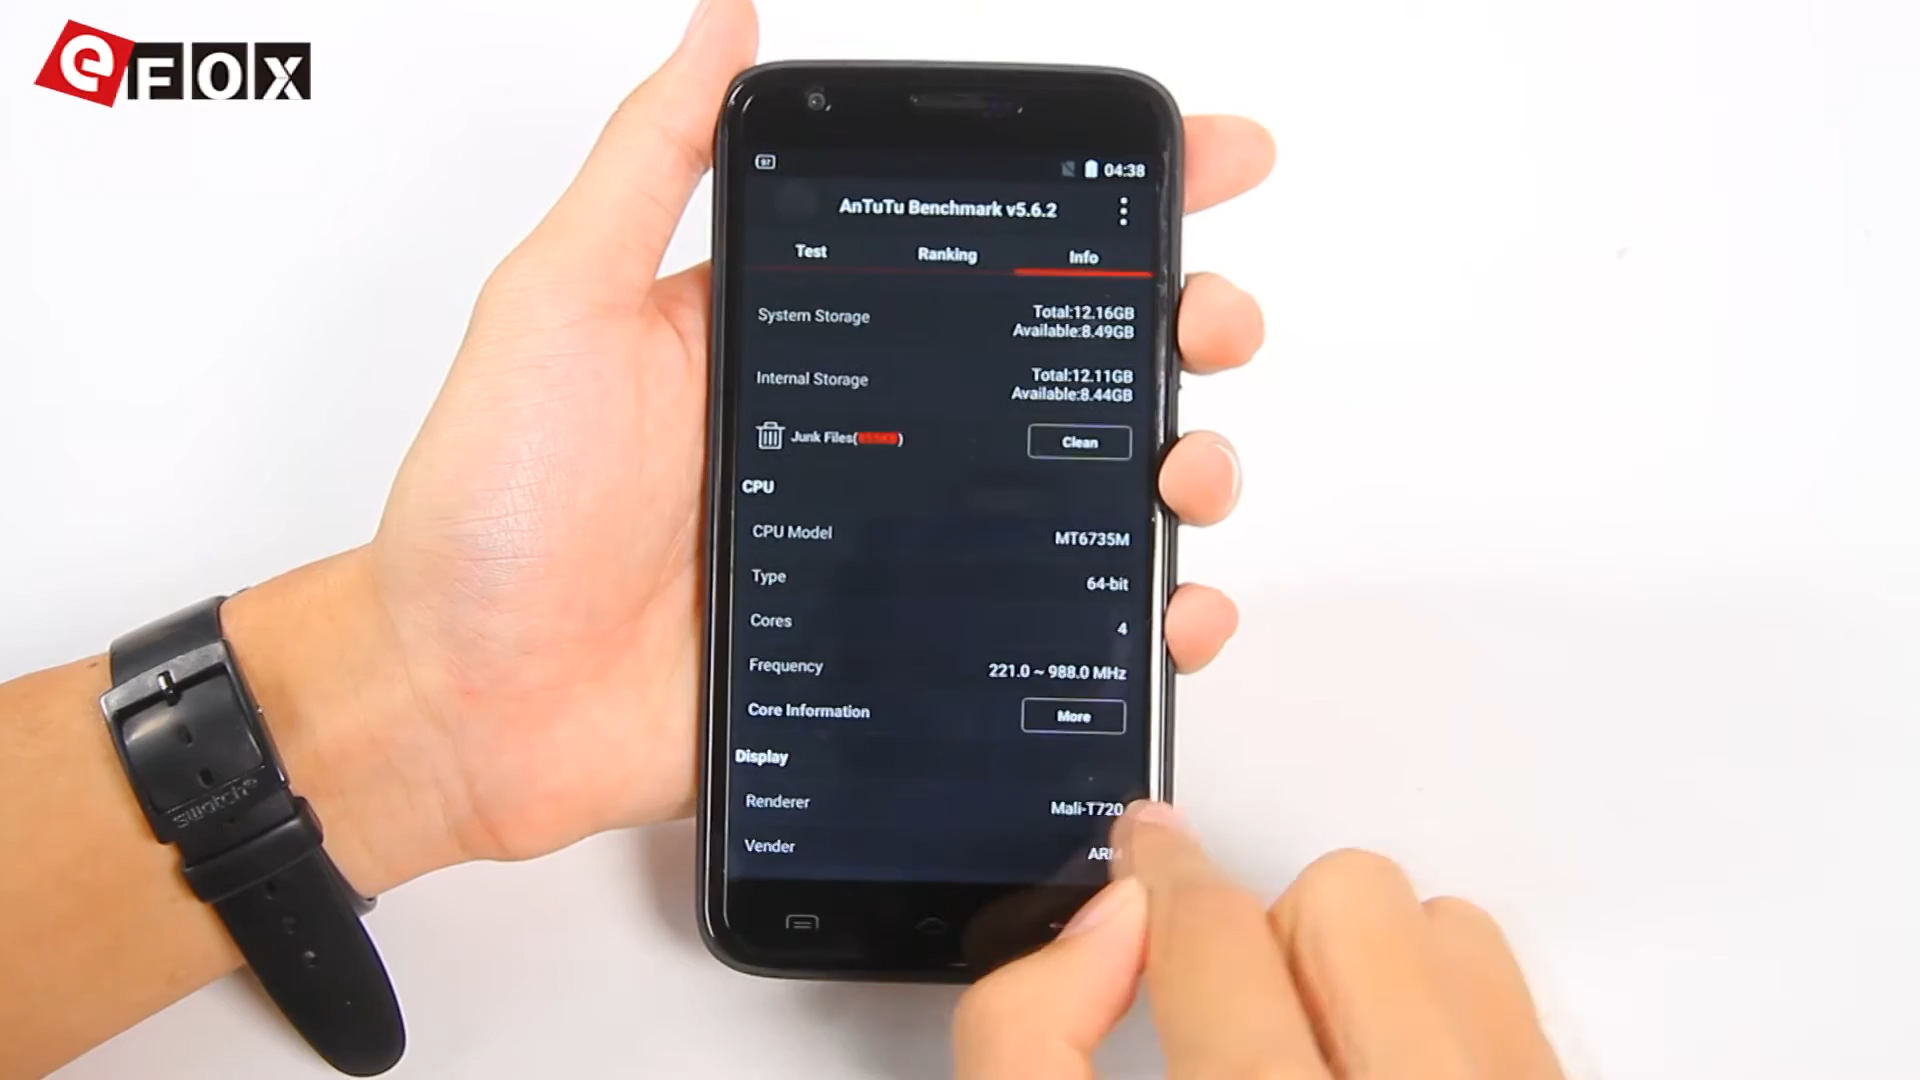 eFOX
97
04:38
AnTuTu Benchmark v5.6.2
Test Ranking Info
System Storage
Total:12.16GB
Available:8.49GB
Internal Storage
Total:12.11GB
Available:8.44GB
Junk Files( )
Clean
CPU
CPU Model MT6735M
Type 64-bit
Cores 4
Frequency 221.0 ~ 988.0 MHz
Core Information More
Display
Renderer Mali-T720
Vender ARM
swatch